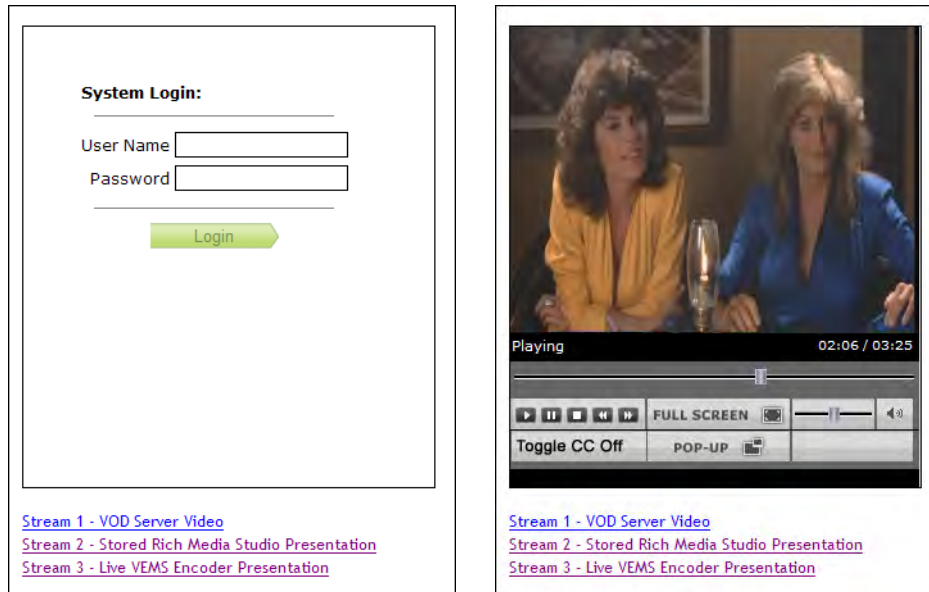 System Login:
User Name
Password
Login
Stream 1 - VOD Server Video
Stream 2 - Stored Rich Media Studio Presentation
Stream 3 - Live VEMS Encoder Presentation
Playing 02:06 / 03:25
FULL SCREEN
Toggle CC Off POP-UP
Stream 1 - VOD Server Video
Stream 2 - Stored Rich Media Studio Presentation
Stream 3 - Live VEMS Encoder Presentation